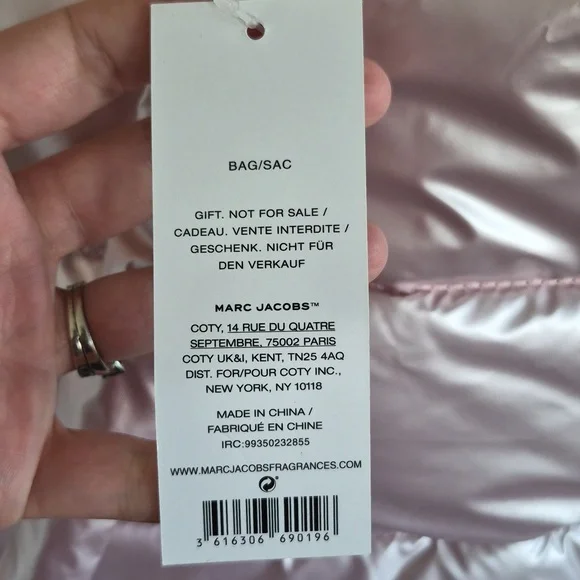 BAG/SAC
GIFT. NOT FOR SALE /
CADEAU. VENTE INTERDITE /
GESCHENK. NICHT FÜR
DEN VERKAUF
MARC JACOBS™
COTY, 14 RUE DU QUATRE
SEPTEMBRE, 75002 PARIS
COTY UK&I, KENT, TN25 4AQ
DIST. FOR/POUR COTY INC.,
NEW YORK, NY 10118
MADE IN CHINA /
FABRIQUÉ EN CHINE
IRC:99350232855
WWW.MARCJACOBSFRAGRANCES.COM
3 616306 690196